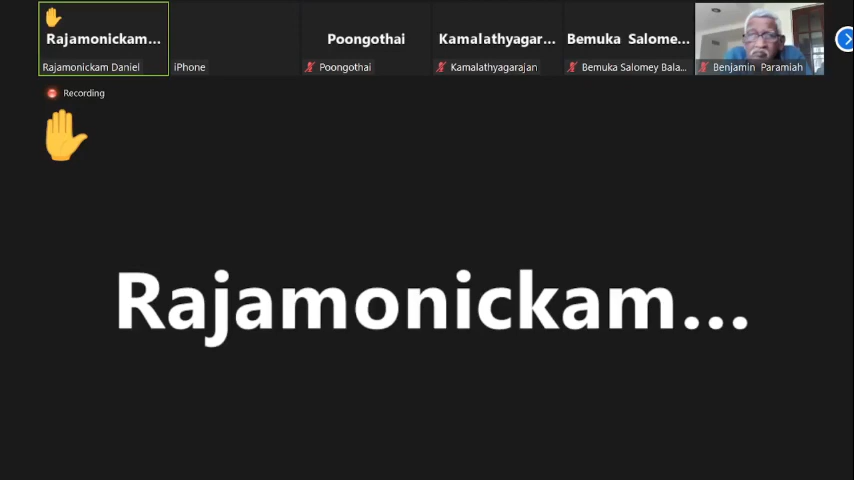 Rajamonickam...
Poongothai
Kamalathyagar...
Bemuka Salome...
Rajamonickam Daniel
iPhone
Poongothai
Kamalathyagarajan
Bemuka Salomey Bala...
Benjamin Paramiah
Recording
Rajamonickam...